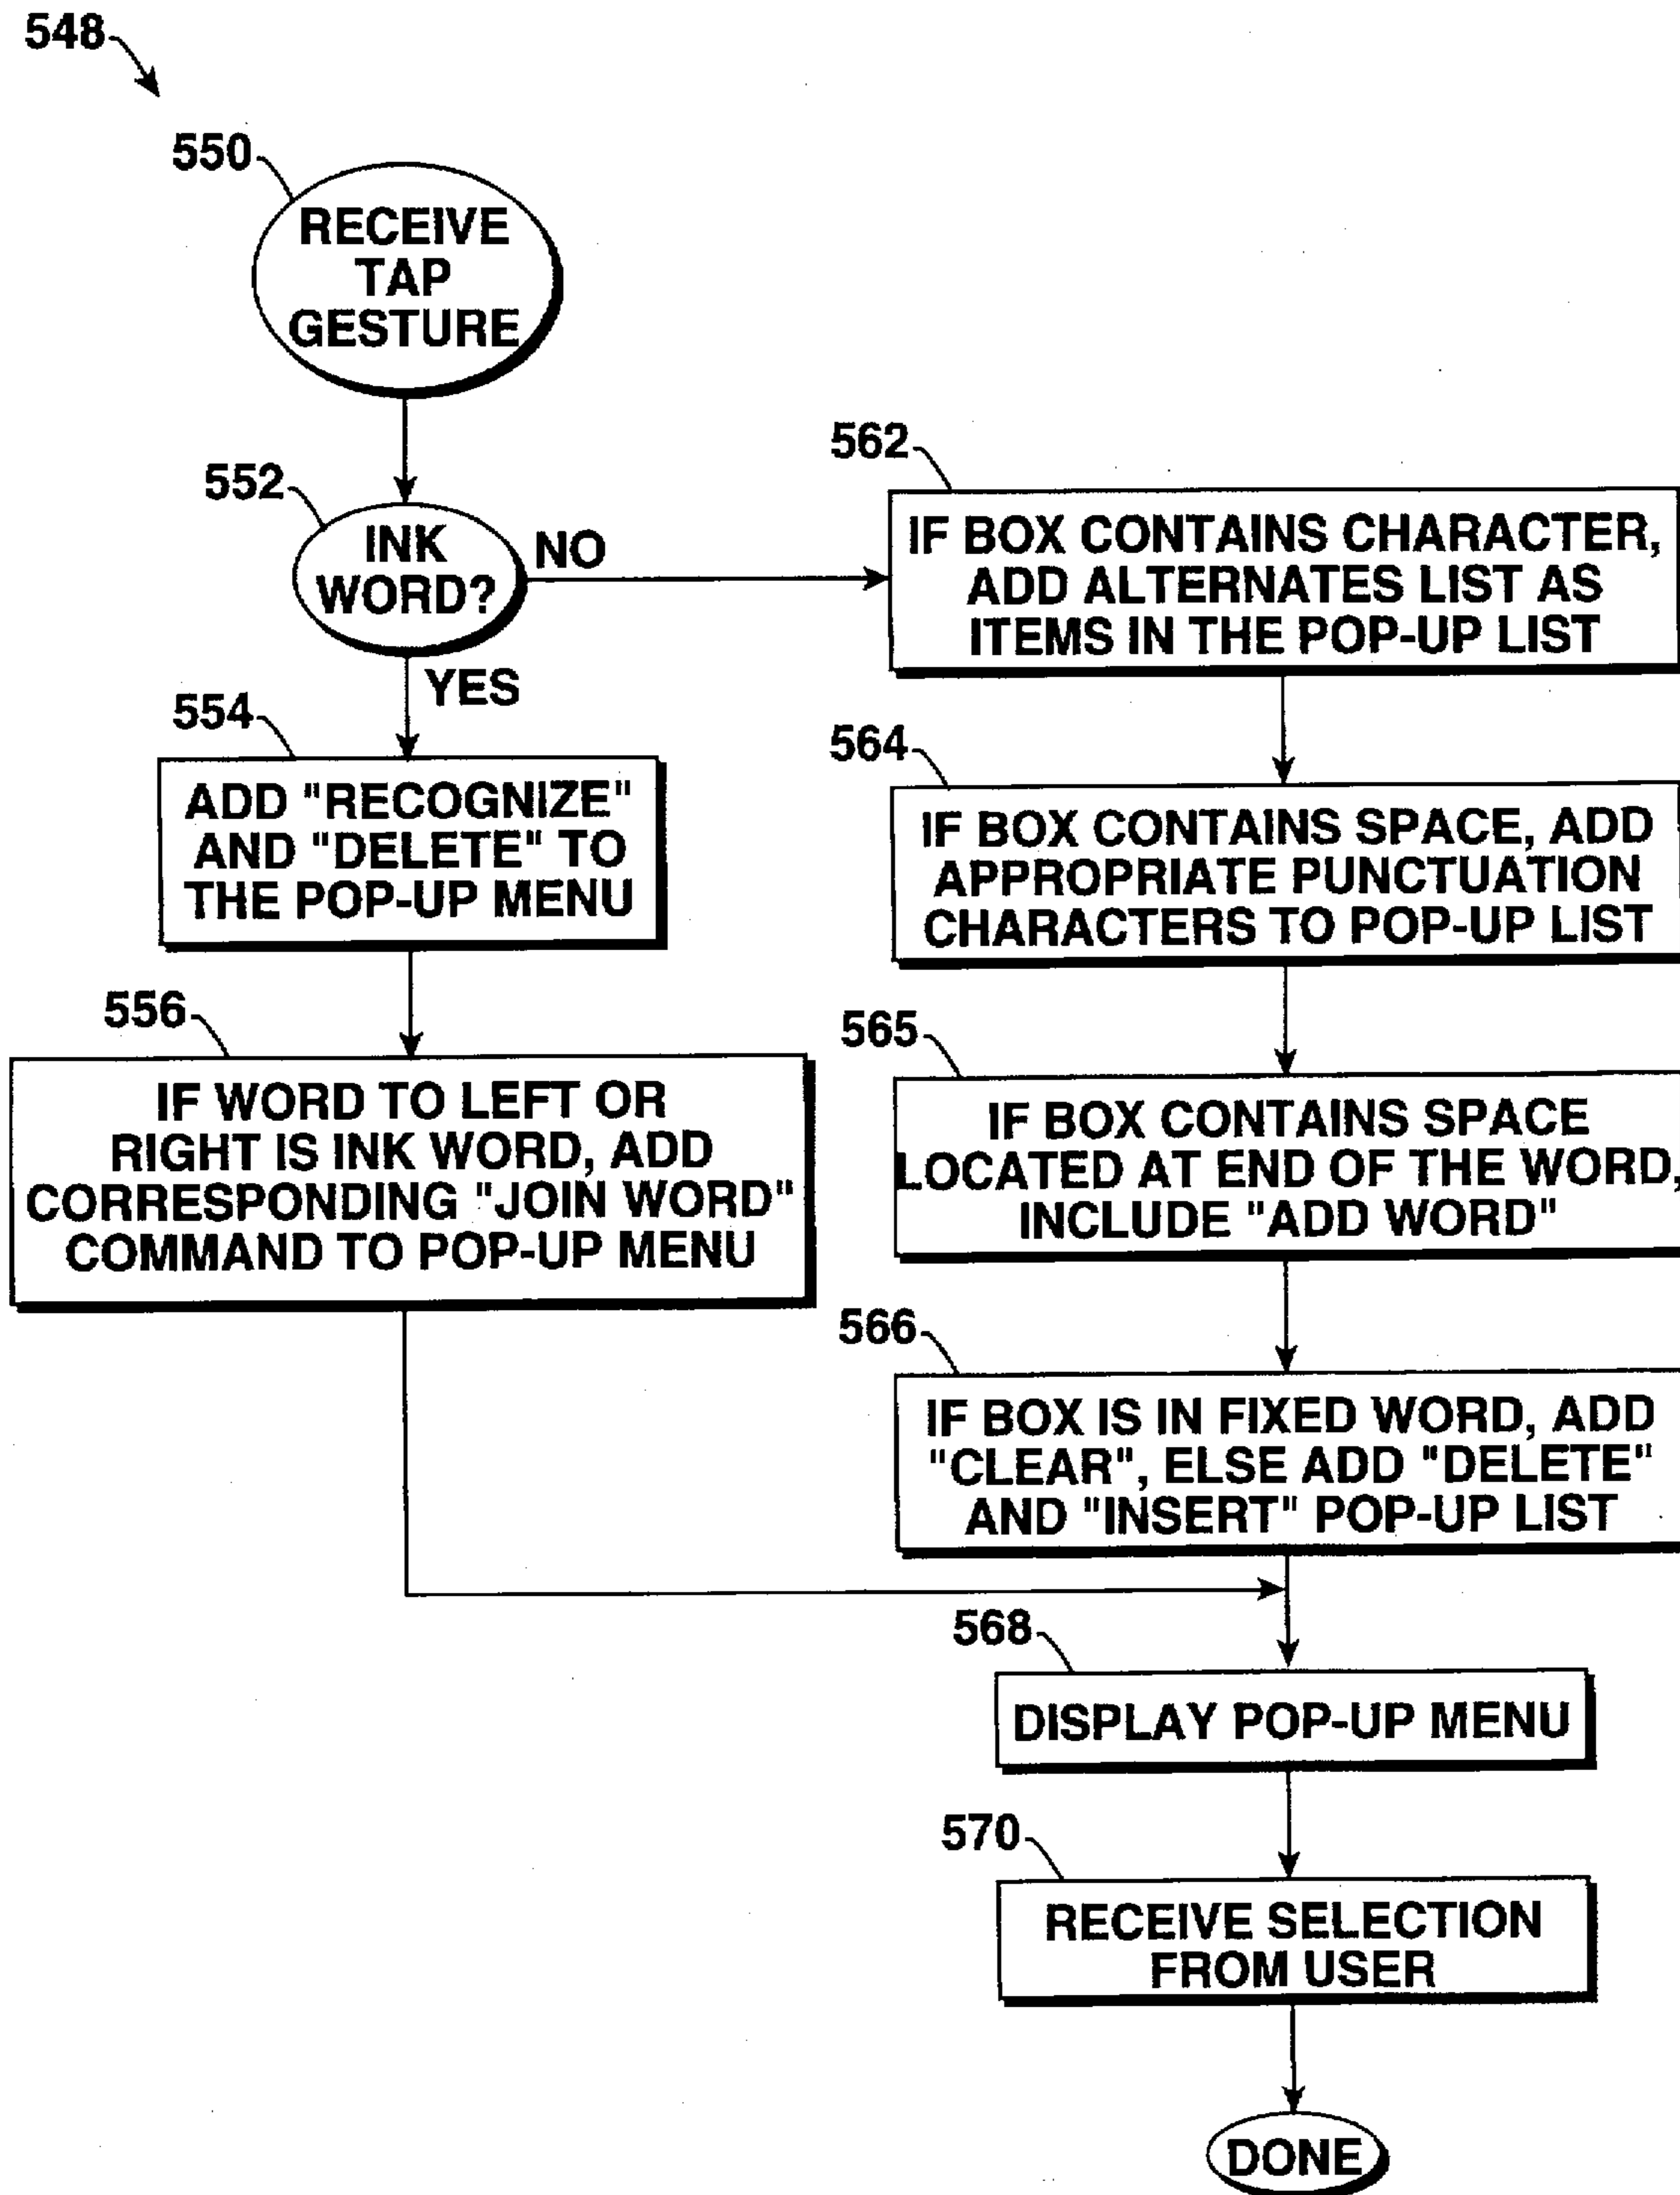 548
550
RECEIVE
TAP
GESTURE
552
INK
WORD?
NO
YES
554
ADD "RECOGNIZE"
AND "DELETE" TO
THE POP-UP MENU
556
IF WORD TO LEFT OR
RIGHT IS INK WORD, ADD
CORRESPONDING "JOIN WORD"
COMMAND TO POP-UP MENU
562
IF BOX CONTAINS CHARACTER,
ADD ALTERNATES LIST AS
ITEMS IN THE POP-UP LIST
564
IF BOX CONTAINS SPACE, ADD
APPROPRIATE PUNCTUATION
CHARACTERS TO POP-UP LIST
565
IF BOX CONTAINS SPACE
LOCATED AT END OF THE WORD,
INCLUDE "ADD WORD"
566
IF BOX IS IN FIXED WORD, ADD
"CLEAR", ELSE ADD "DELETE"
AND "INSERT" POP-UP LIST
568
DISPLAY POP-UP MENU
570
RECEIVE SELECTION
FROM USER
DONE